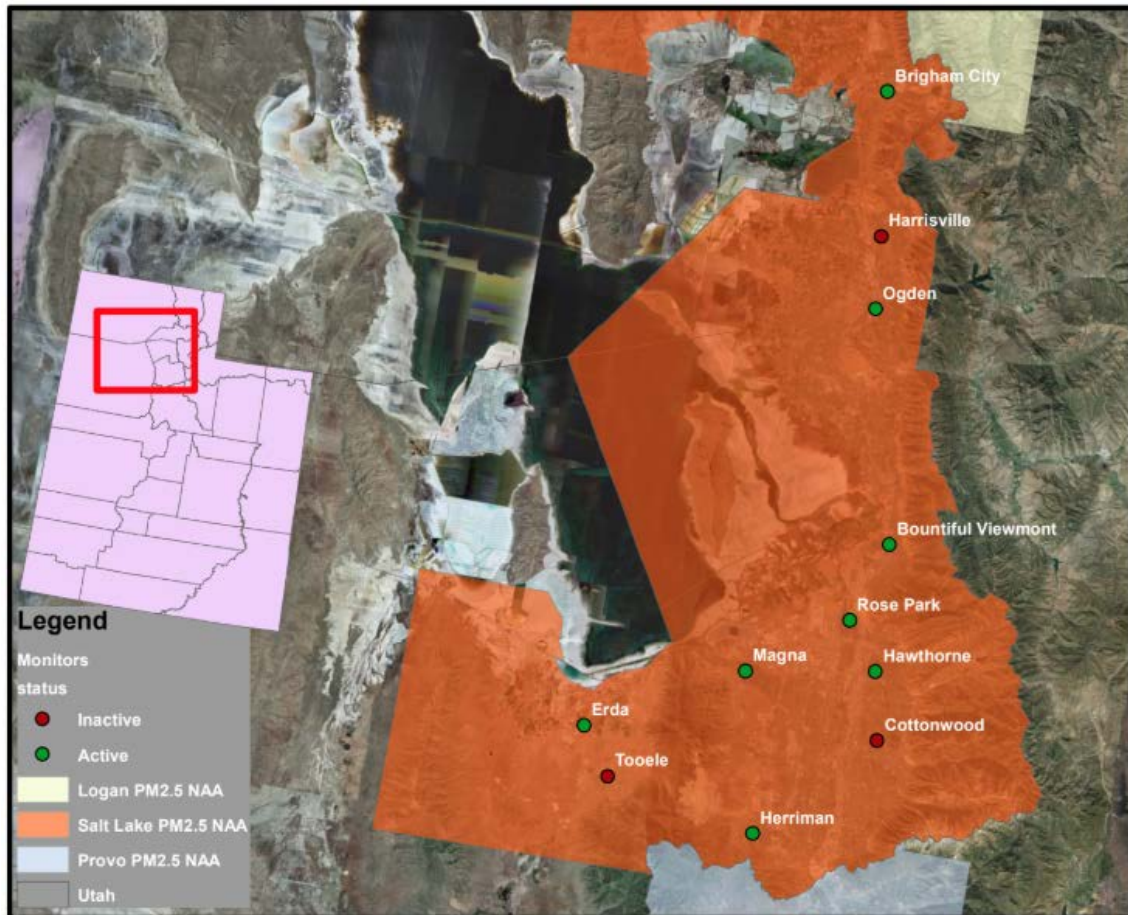 Brigham City
Harrisville
Ogden
Bountiful Viewmont
Rose Park
Magna
Hawthorne
Erda
Cottonwood
Tooele
Herriman
Legend
Monitors
status
Inactive
Active
Logan PM2.5 NAA
Salt Lake PM2.5 NAA
Provo PM2.5 NAA
Utah